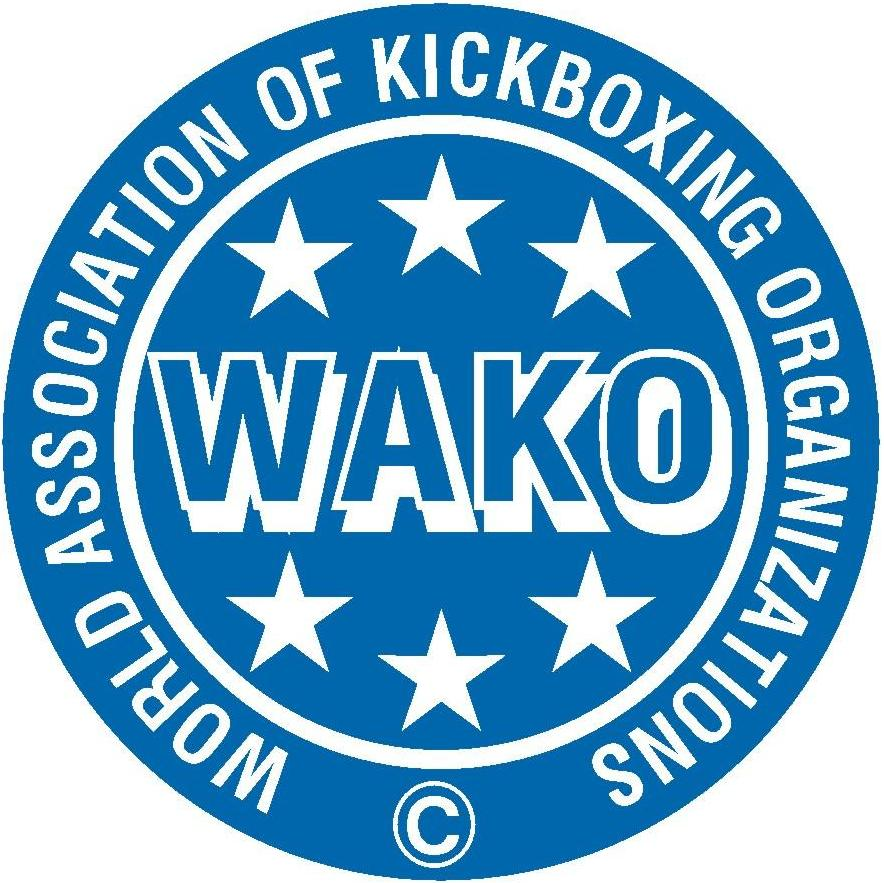 WORLD ASSOCIATION OF KICKBOXING ORGANIZATIONS
WAKO
©